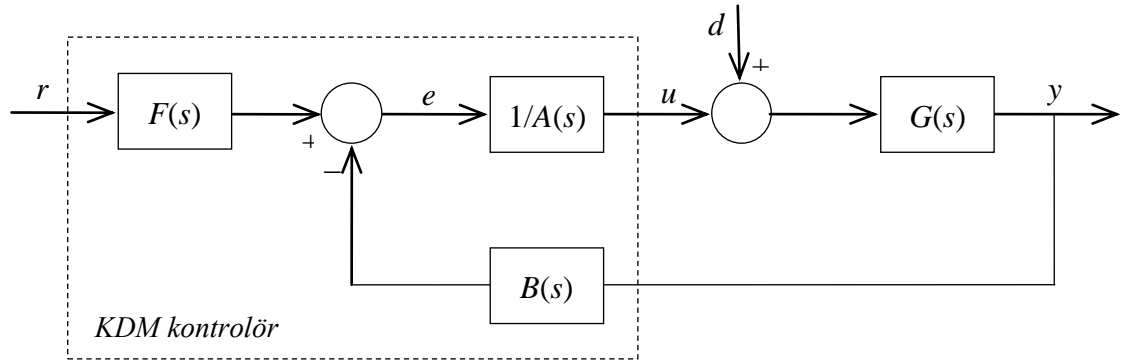 d
r
F(s)
+
e
1/A(s)
u
+
G(s)
y
−
B(s)
KDM kontrolör